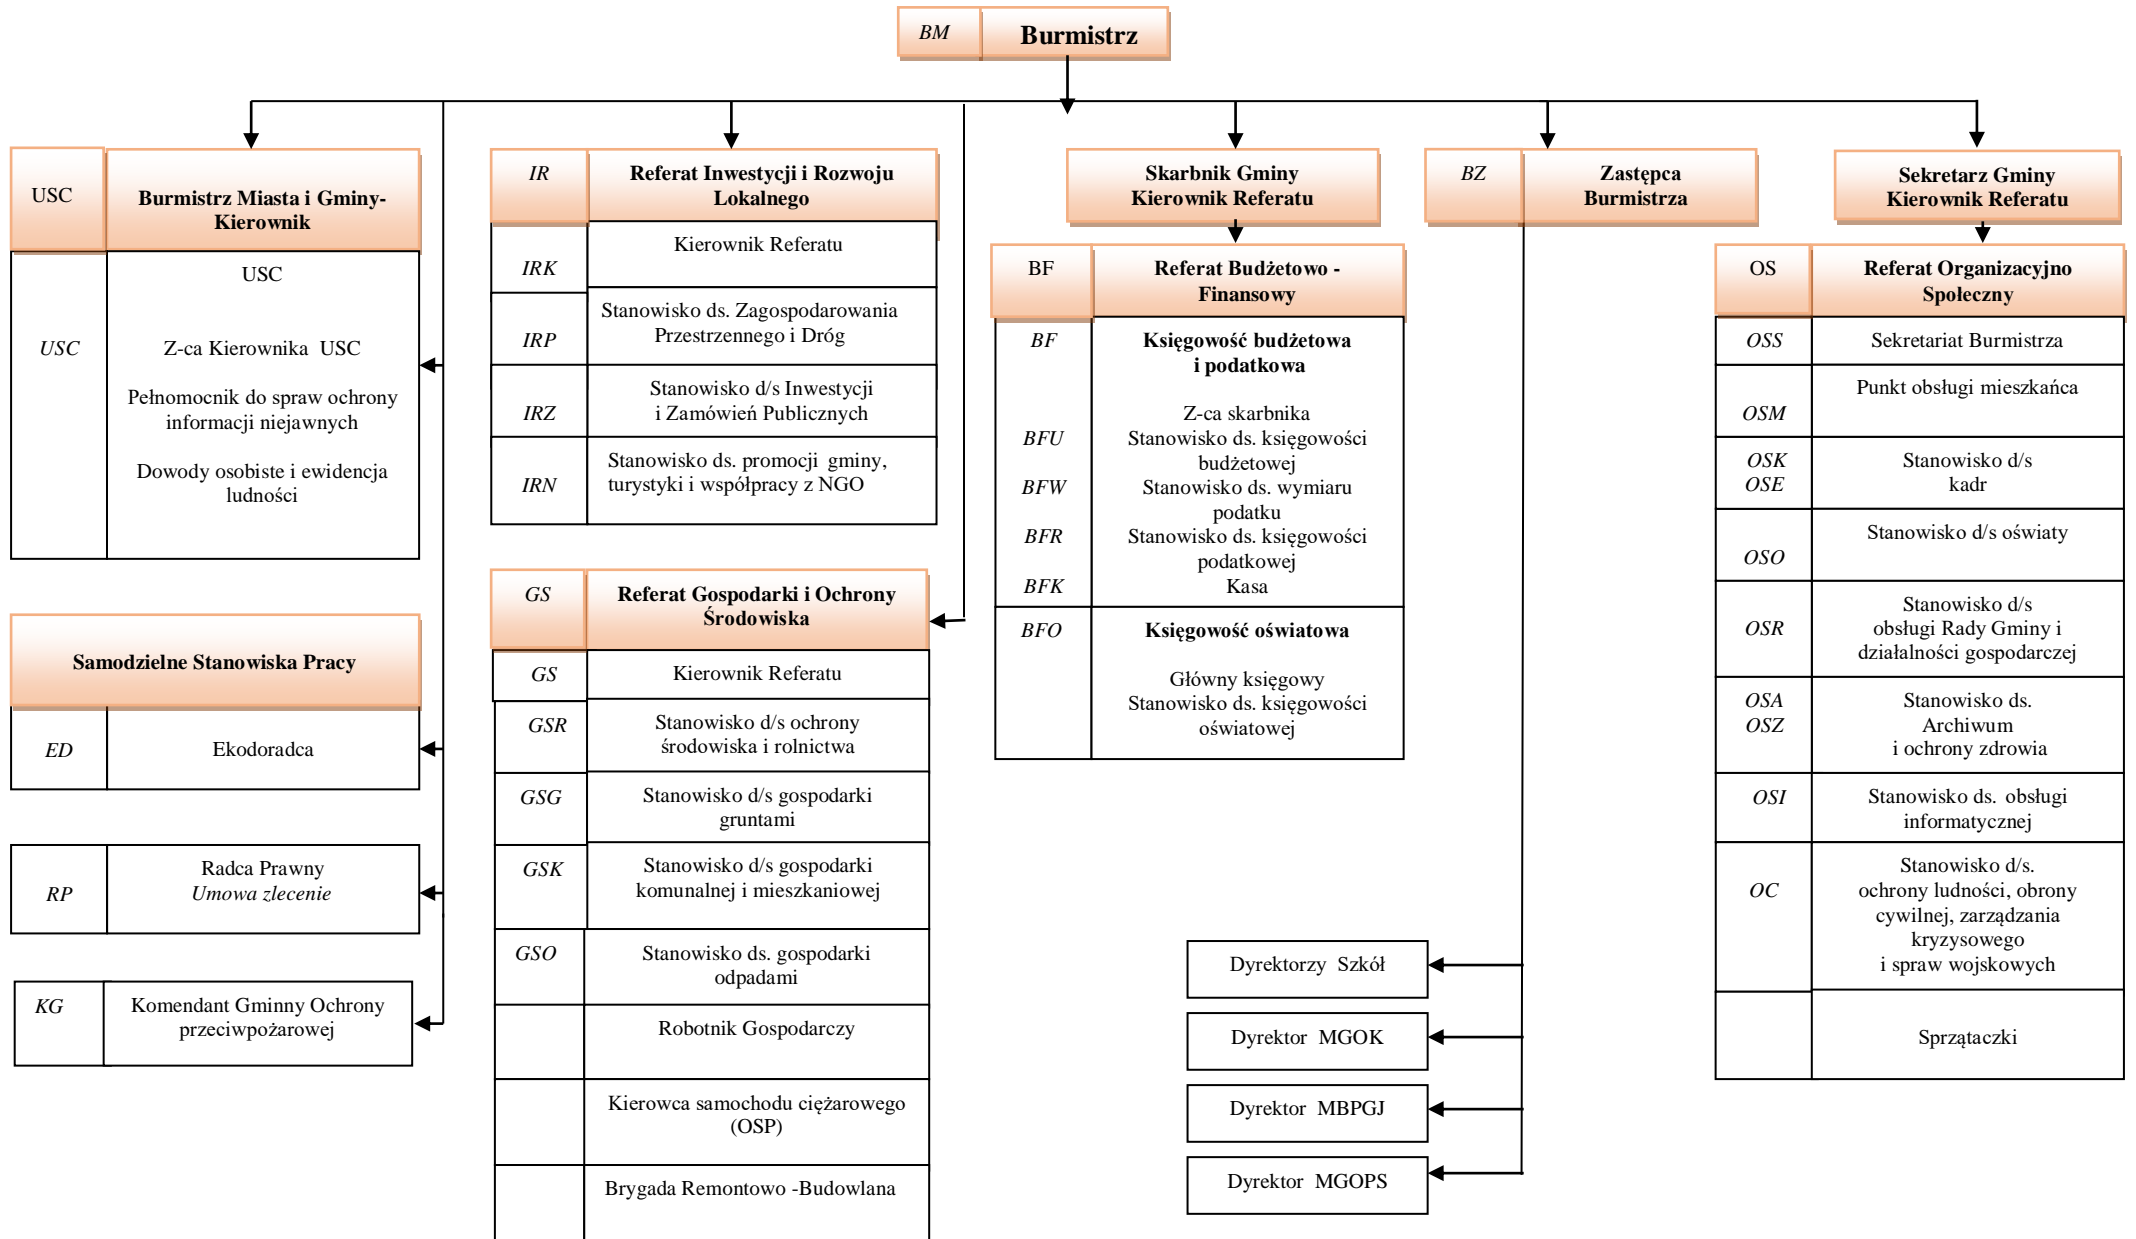 BM Burmistrz
USC Burmistrz Miasta i Gminy-
Kierownik
USC
USC Z-ca Kierownika USC
Pełnomocnik do spraw ochrony
informacji niejawnych
Dowody osobiste i ewidencja
ludności
Samodzielne Stanowiska Pracy
ED Ekodoradca
RP Radca Prawny
Umowa zlecenie
KG Komendant Gminny Ochrony
przeciwpożarowej
IR Referat Inwestycji i Rozwoju
Lokalnego
Kierownik Referatu
IRK
Stanowisko ds. Zagospodarowania
IRP Przestrzennego i Dróg
Stanowisko d/s Inwestycji
IRZ i Zamówień Publicznych
Stanowisko ds. promocji gminy,
IRN turystyki i współpracy z NGO
GS Referat Gospodarki i Ochrony
Środowiska
GS Kierownik Referatu
GSR Stanowisko d/s ochrony
środowiska i rolnictwa
GSG Stanowisko d/s gospodarki
gruntami
GSK Stanowisko d/s gospodarki
komunalnej i mieszkaniowej
GSO Stanowisko ds. gospodarki
odpadami
Robotnik Gospodarczy
Kierowca samochodu ciężarowego
(OSP)
Brygada Remontowo -Budowlana
Skarbnik Gminy
Kierownik Referatu
BF Referat Budżetowo -
Finansowy
BF Księgowość budżetowa
i podatkowa
Z-ca skarbnika
BFU Stanowisko ds. księgowości
budżetowej
BFW Stanowisko ds. wymiaru
podatku
BFR Stanowisko ds. księgowości
podatkowej
BFK Kasa
BFO Księgowość oświatowa
Główny księgowy
Stanowisko ds. księgowości
oświatowej
BZ Zastępca
Burmistrza
Dyrektorzy Szkół
Dyrektor MGOK
Dyrektor MBPGJ
Dyrektor MGOPS
Sekretarz Gminy
Kierownik Referatu
OS Referat Organizacyjno
Społeczny
OSS Sekretariat Burmistrza
Punkt obsługi mieszkańca
OSM
OSK Stanowisko d/s
OSE kadr
Stanowisko d/s oświaty
OSO
Stanowisko d/s
OSR obsługi Rady Gminy i
działalności gospodarczej
OSA Stanowisko ds.
OSZ Archiwum
i ochrony zdrowia
OSI Stanowisko ds. obsługi
informatycznej
Stanowisko d/s.
OC ochrony ludności, obrony
cywilnej, zarządzania
kryzysowego
i spraw wojskowych
Sprzątaczki